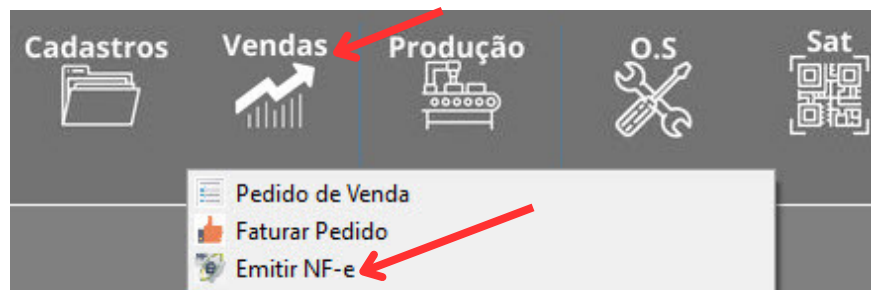 Cadastros
Vendas
Produção
O.S
Sat
Pedido de Venda
Faturar Pedido
Emitir NF-e